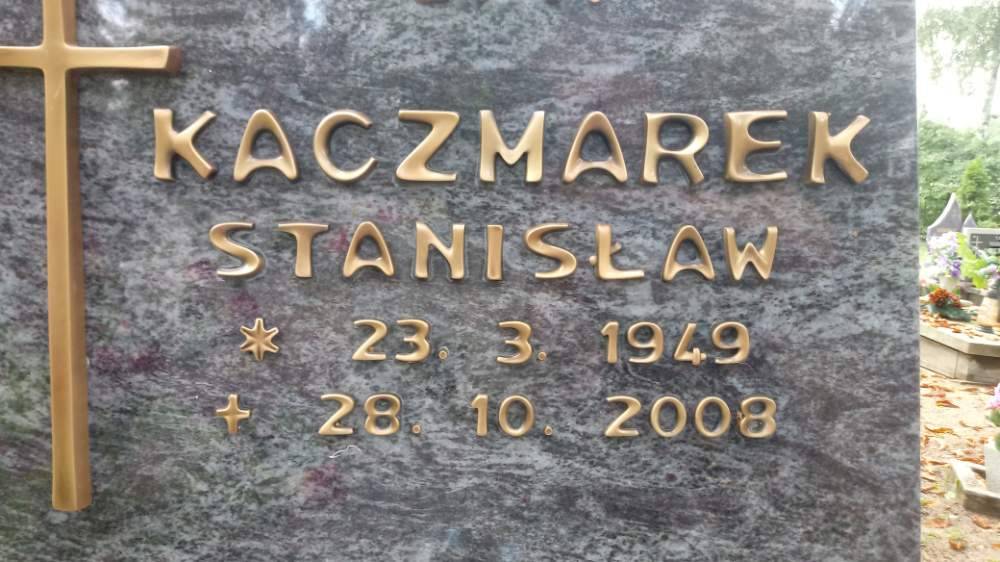 KACZMAREK
STANISŁAW
* 23. 3. 1949
+ 28. 10. 2008